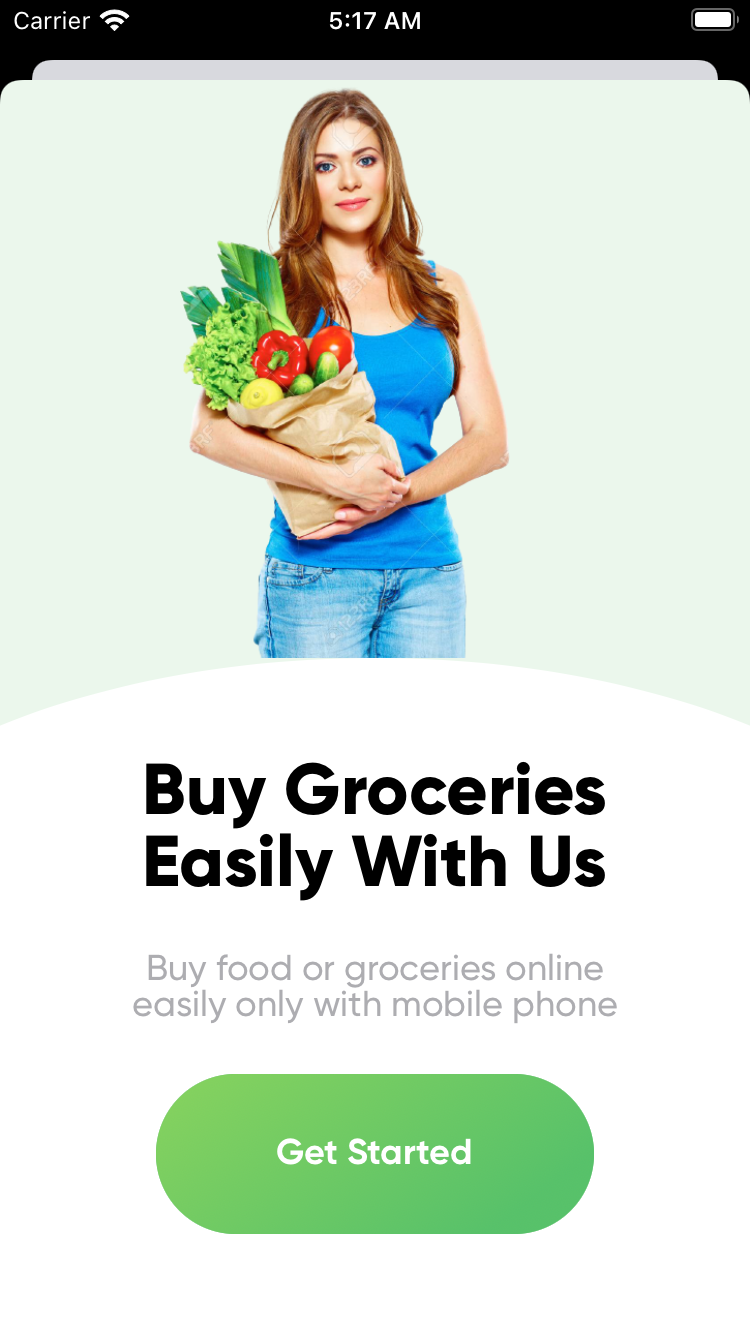 Carrier 5:17 AM
Buy Groceries
Easily With Us
Buy food or groceries online
easily only with mobile phone
Get Started